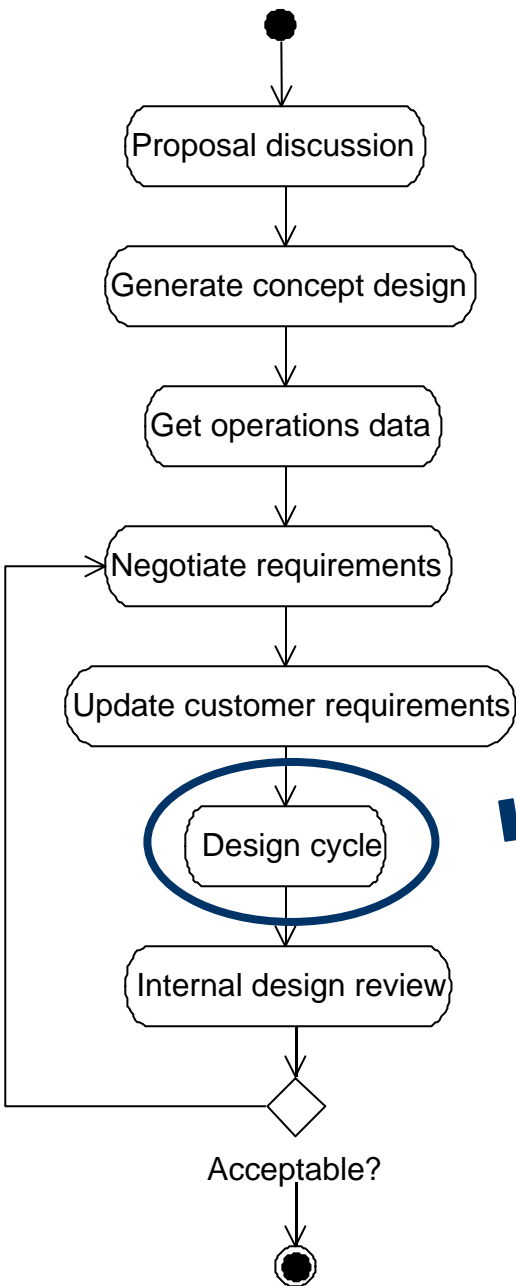 Proposal discussion
Generate concept design
Get operations data
Negotiate requirements
Update customer requirements
Design cycle
Internal design review
Acceptable?